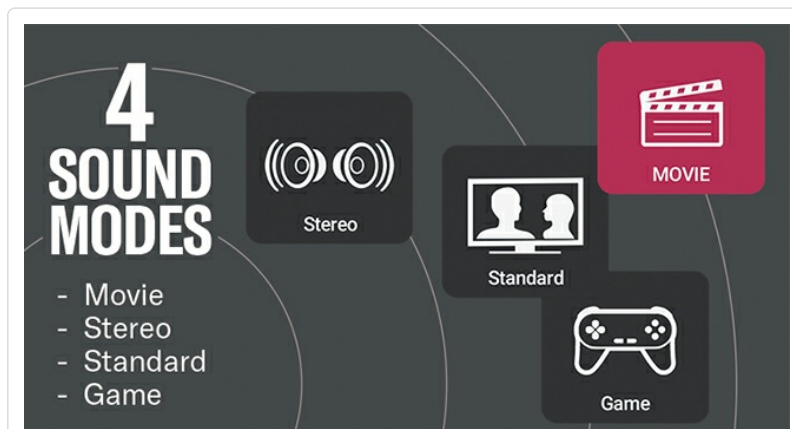 4
SOUND
MODES
- Movie
- Stereo
- Standard
- Game
Stereo
Standard
MOVIE
Game